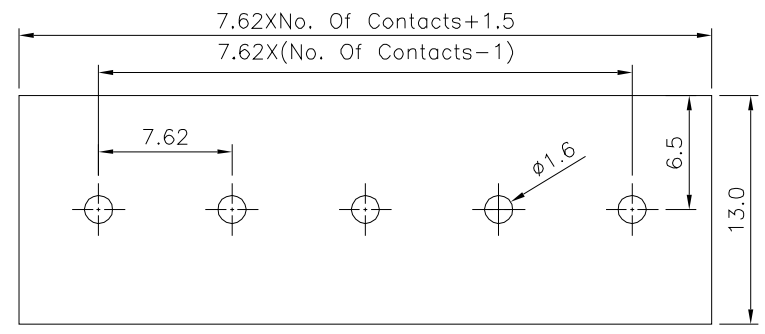 7.62XNo. Of Contacts+1.5
7.62X(No. Of Contacts-1)
7.62
ø1.6
6.5
13.0